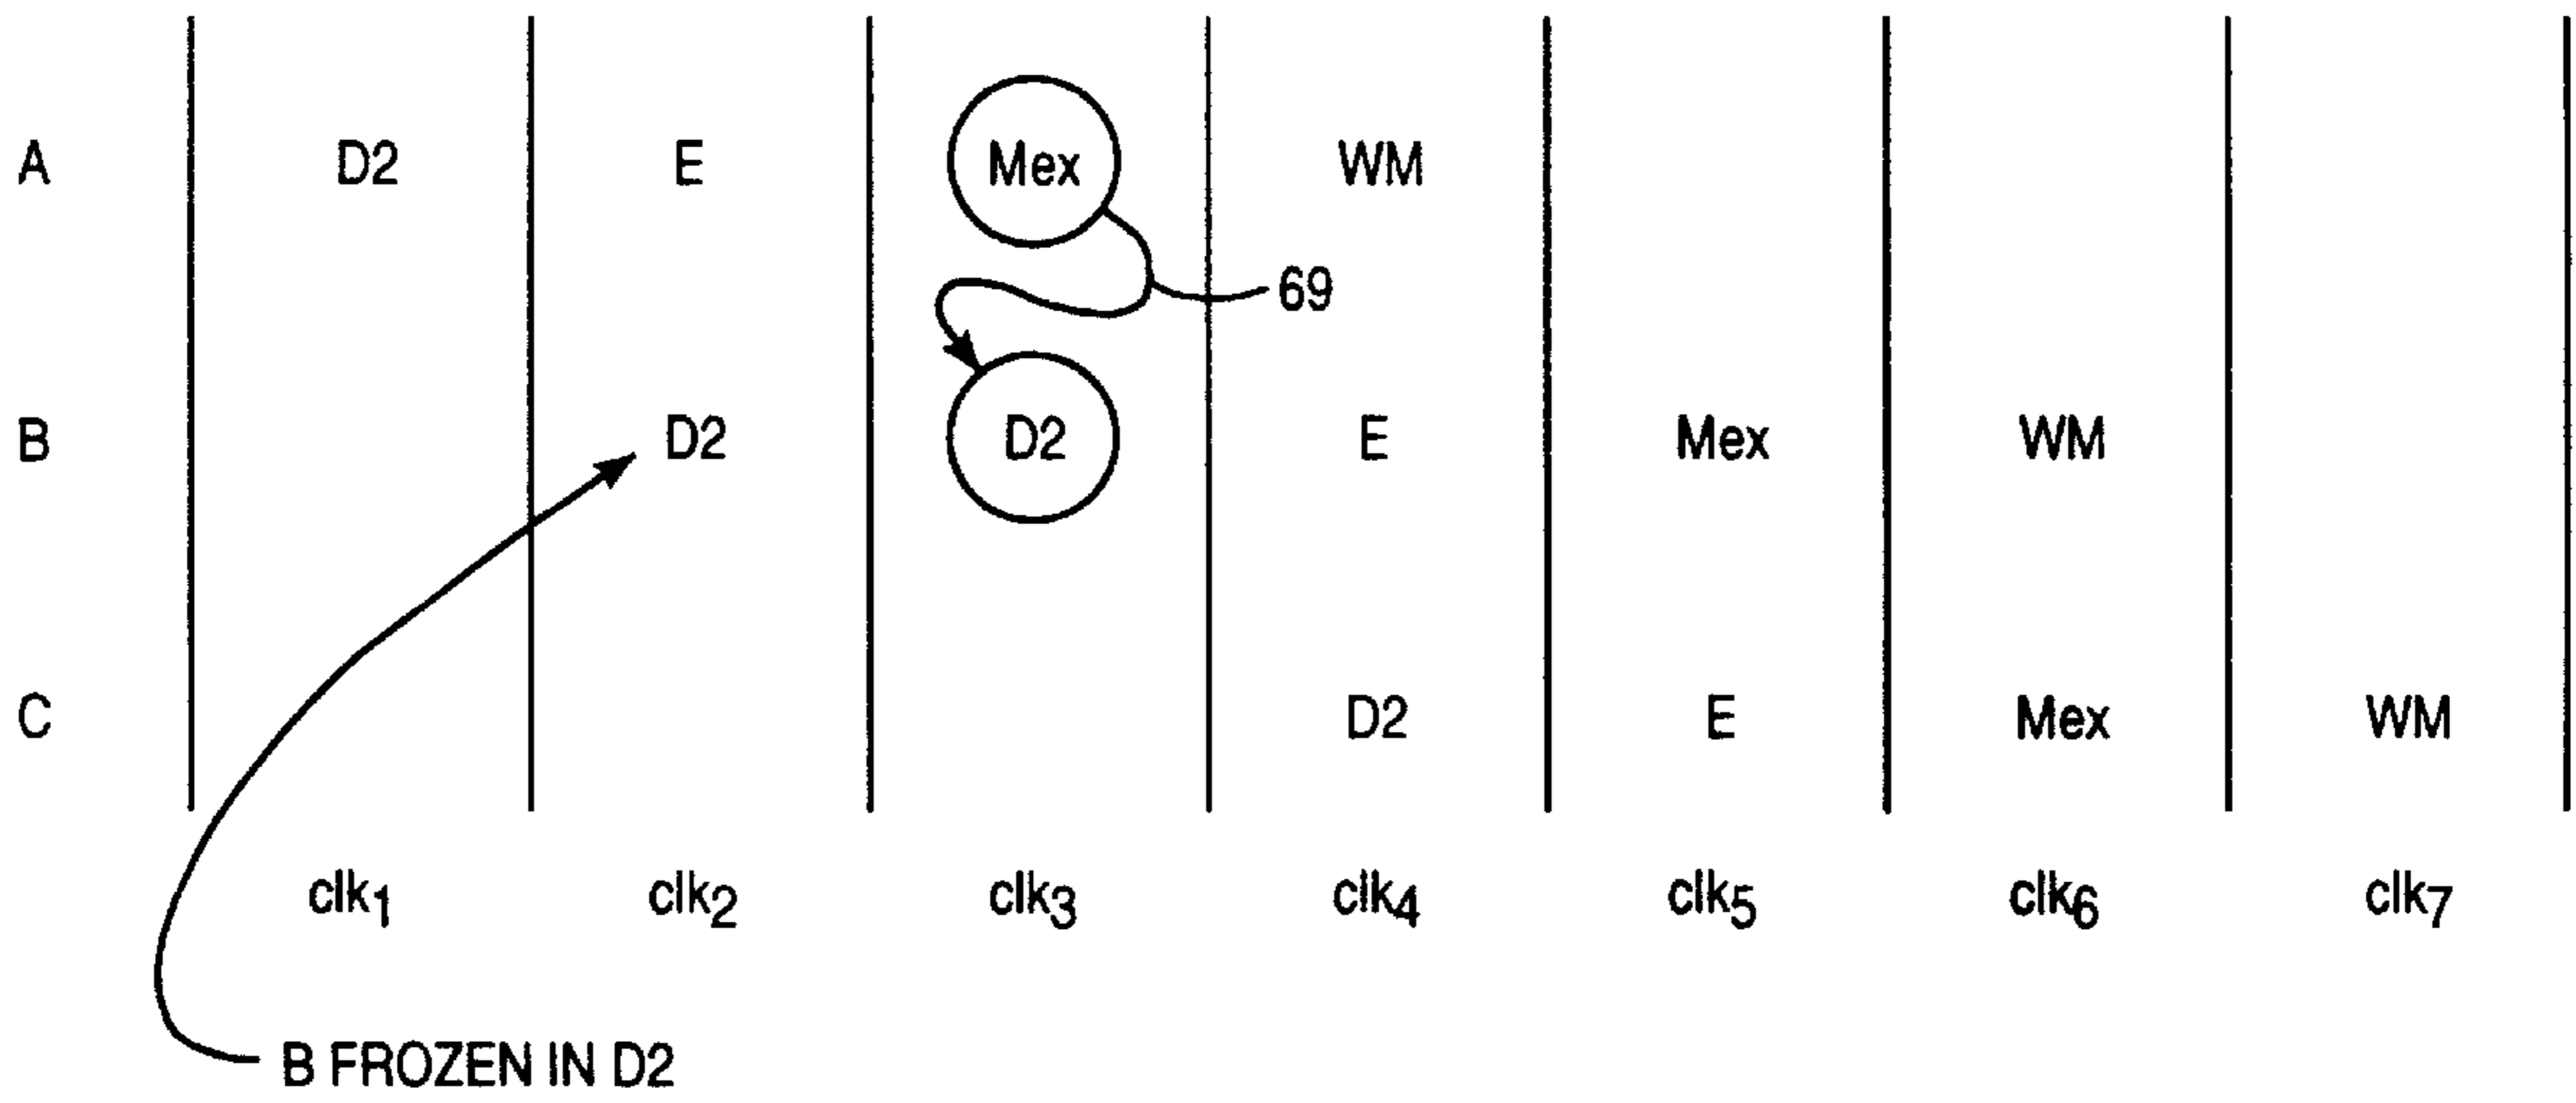 A D2 E Mex WM
69
B D2 D2 E Mex WM
C D2 E Mex WM
clk1 clk2 clk3 clk4 clk5 clk6 clk7
B FROZEN IN D2